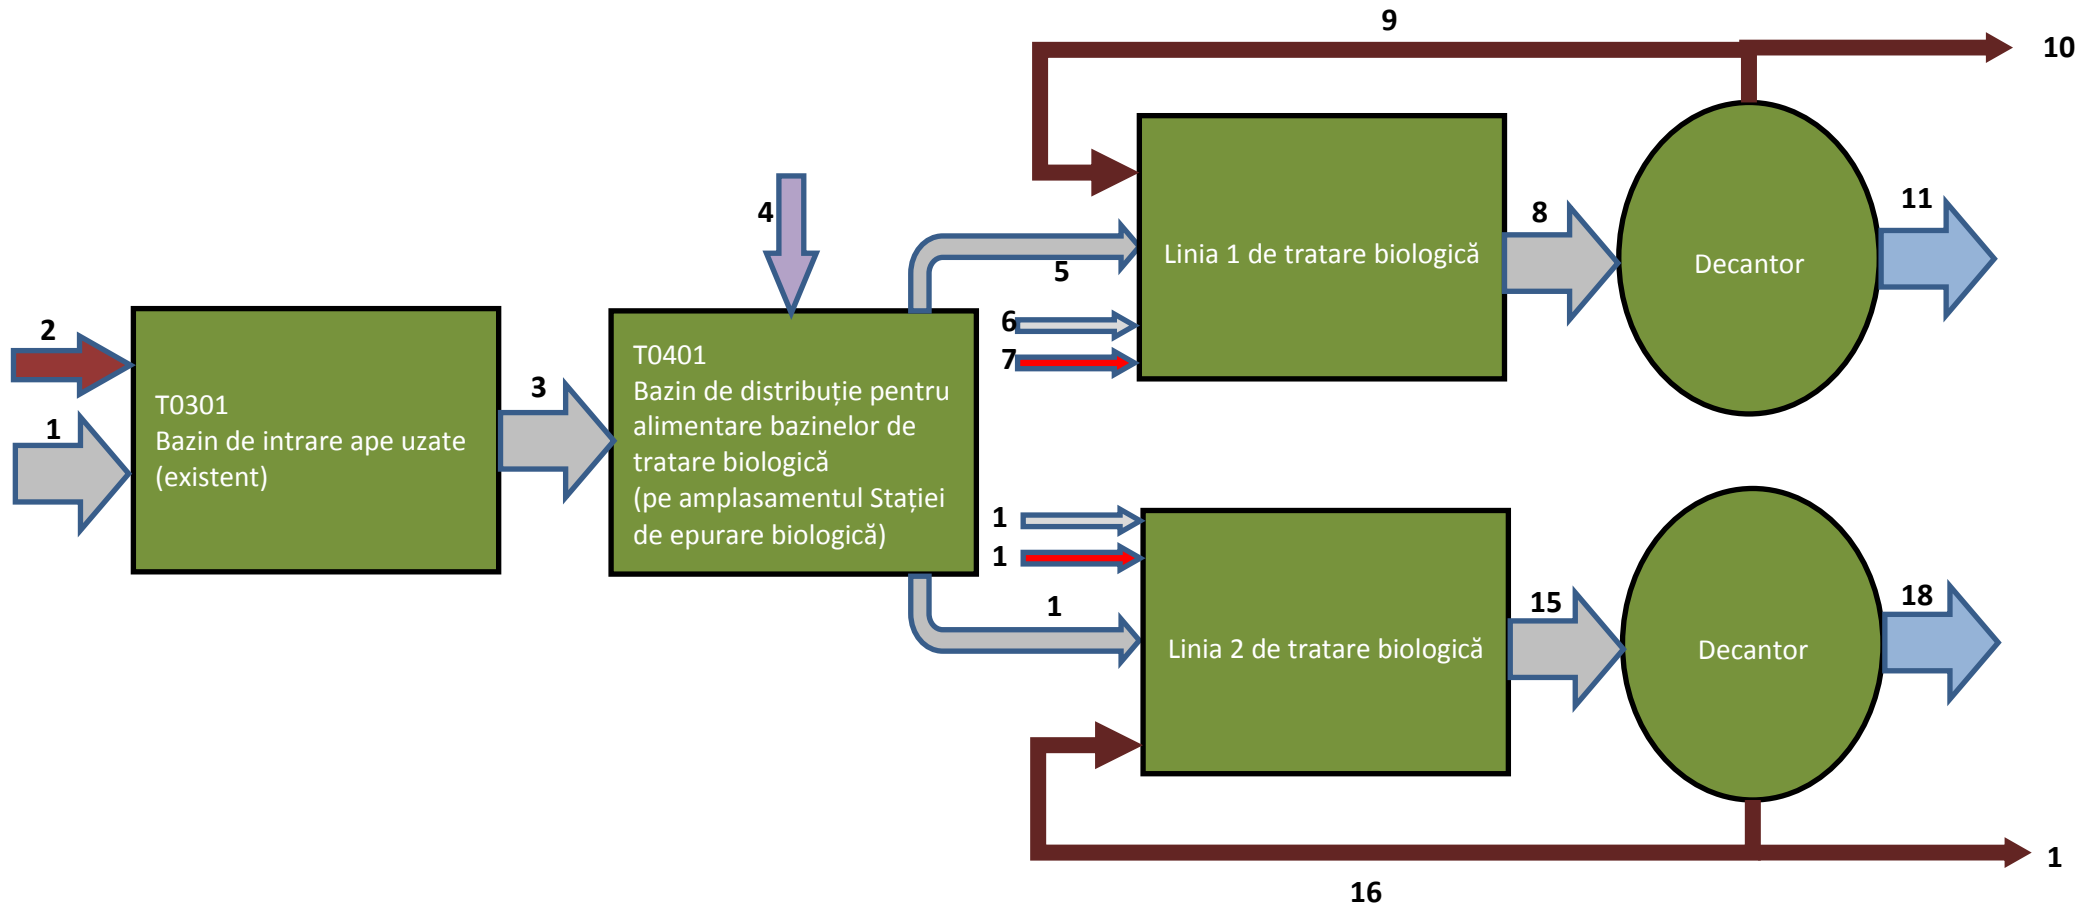 9
10
4
5
6
7
Linia 1 de tratare biologică
8
Decantor
11
2
1
T0301
Bazin de intrare ape uzate
(existent)
3
T0401
Bazin de distribuție pentru
alimentare bazinelor de
tratare biologică
(pe amplasamentul Stației
de epurare biologică)
1
1
1
Linia 2 de tratare biologică
15
Decantor
18
16
1